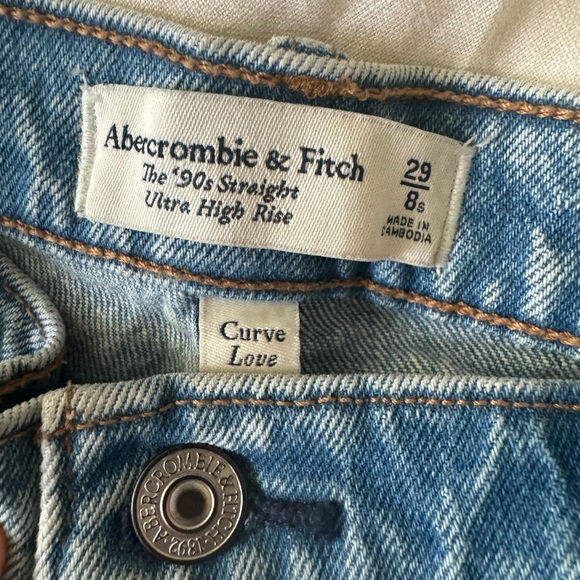 Abercrombie & Fitch
The '90s Straight
Ultra High Rise
29
8s
MADE IN
CAMBODIA
Curve
Love
ABERCROMBIE & FITCH · 1892 ·